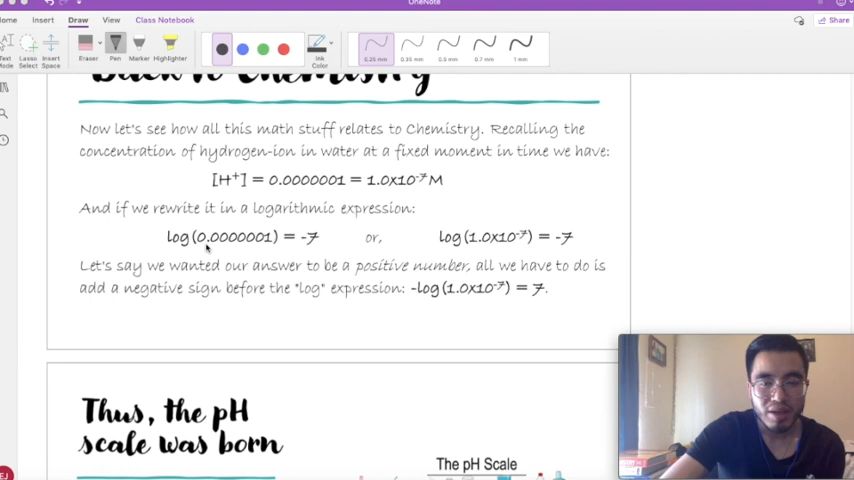 OneNote
Home Insert Draw View Class Notebook
Share
Text Mode
Lasso Select
Insert Space
Eraser Pen Marker Highlighter
Ink Color
0.25 mm 0.35 mm 0.5 mm 0.7 mm 1 mm
Back to Chemistry
Now let's see how all this math stuff relates to Chemistry. Recalling the
concentration of hydrogen-ion in water at a fixed moment in time we have:
[H⁺] = 0.0000001 = 1.0x10⁻⁷ M
And if we rewrite it in a logarithmic expression:
log(0.0000001) = -7 or, log(1.0x10⁻⁷) = -7
Let's say we wanted our answer to be a positive number, all we have to do is
add a negative sign before the "log" expression: -log(1.0x10⁻⁷) = 7.
Thus, the pH
scale was born
The pH Scale
EJ